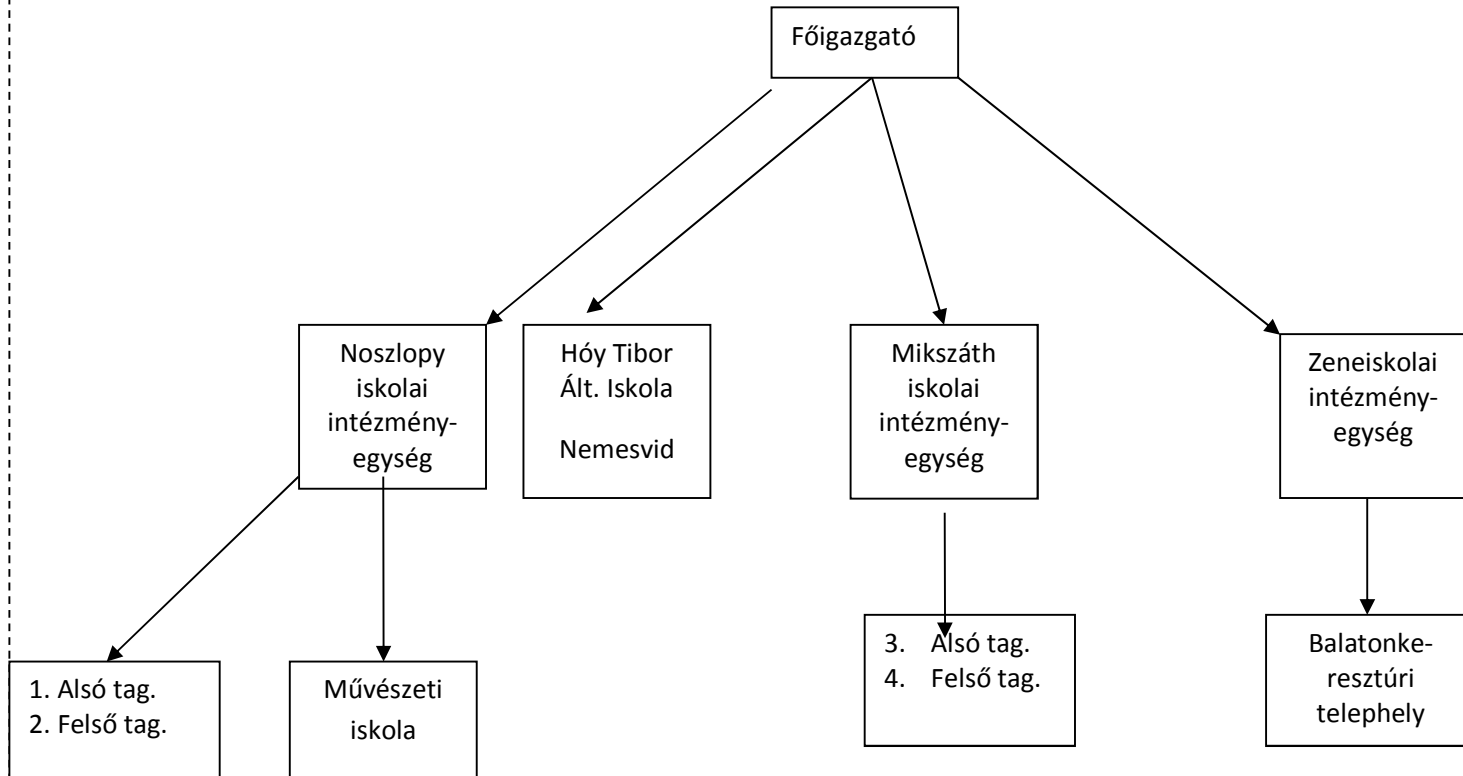 Főigazgató
Noszlopy
iskolai
intézmény-
egység
Hóy Tibor
Ált. Iskola
Nemesvid
Mikszáth
iskolai
intézmény-
egység
Zeneiskolai
intézmény-
egység
1. Alsó tag.
2. Felső tag.
Művészeti
iskola
3. Alsó tag.
4. Felső tag.
Balatonke-
resztúri
telephely